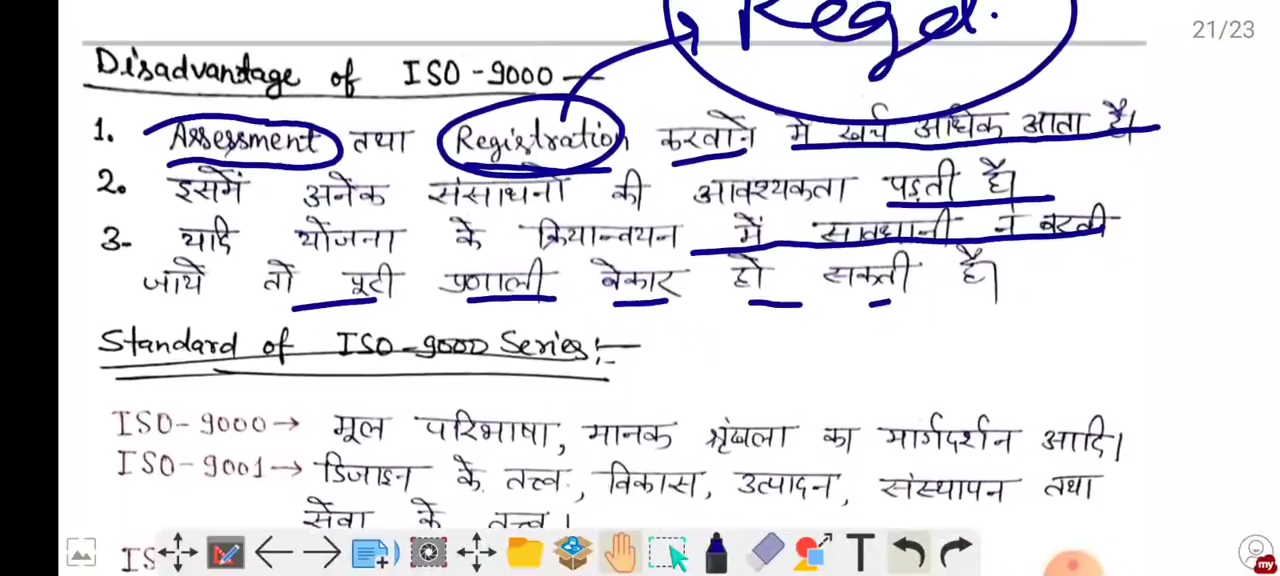 Regd.
21/23
Disadvantage of ISO-9000 :-
1. Assessment तथा Registration करवाने मे खर्च अधिक आता है।
2. इसमें अनेक संसाधनों की आवश्यकता पड़ती है।
3- यदि योजना के क्रियान्वयन में सावधानी न बरती
जाये तो पूरी प्रणाली बेकार हो सकती है।
Standard of ISO-9000 Series:-
ISO-9000→ मूल परिभाषा, मानक श्रृंखला का मार्गदर्शन आदि।
ISO-9001→ डिजाइन के तत्त्व, विकास, उत्पादन, संस्थापन तथा
सेवा के तत्त्व।
IS
T
my